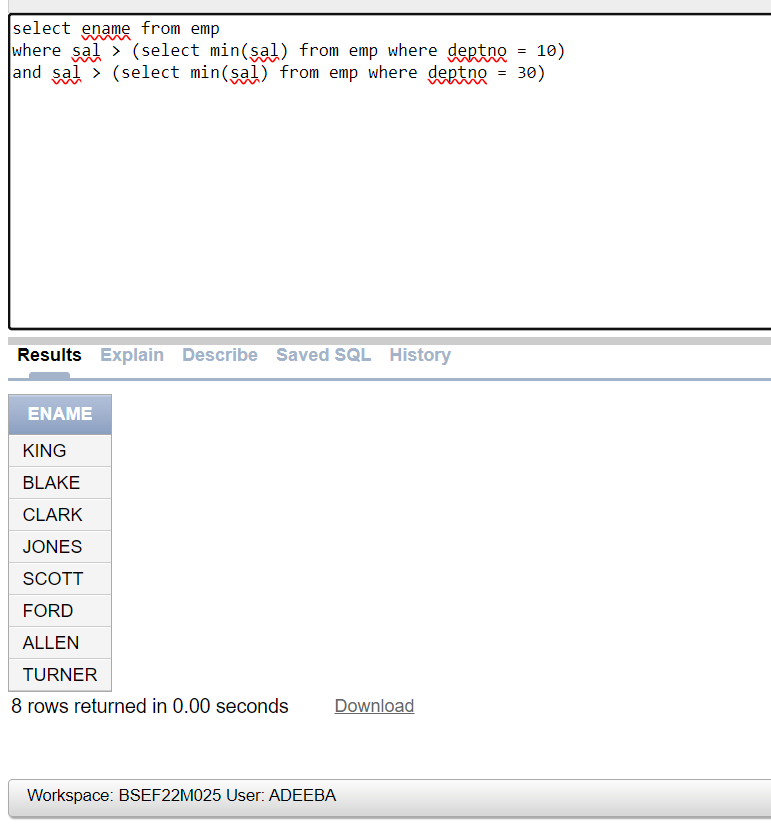 select ename from emp
where sal > (select min(sal) from emp where deptno = 10)
and sal > (select min(sal) from emp where deptno = 30)
Results Explain Describe Saved SQL History
ENAME
KING
BLAKE
CLARK
JONES
SCOTT
FORD
ALLEN
TURNER
8 rows returned in 0.00 seconds Download
Workspace: BSEF22M025 User: ADEEBA